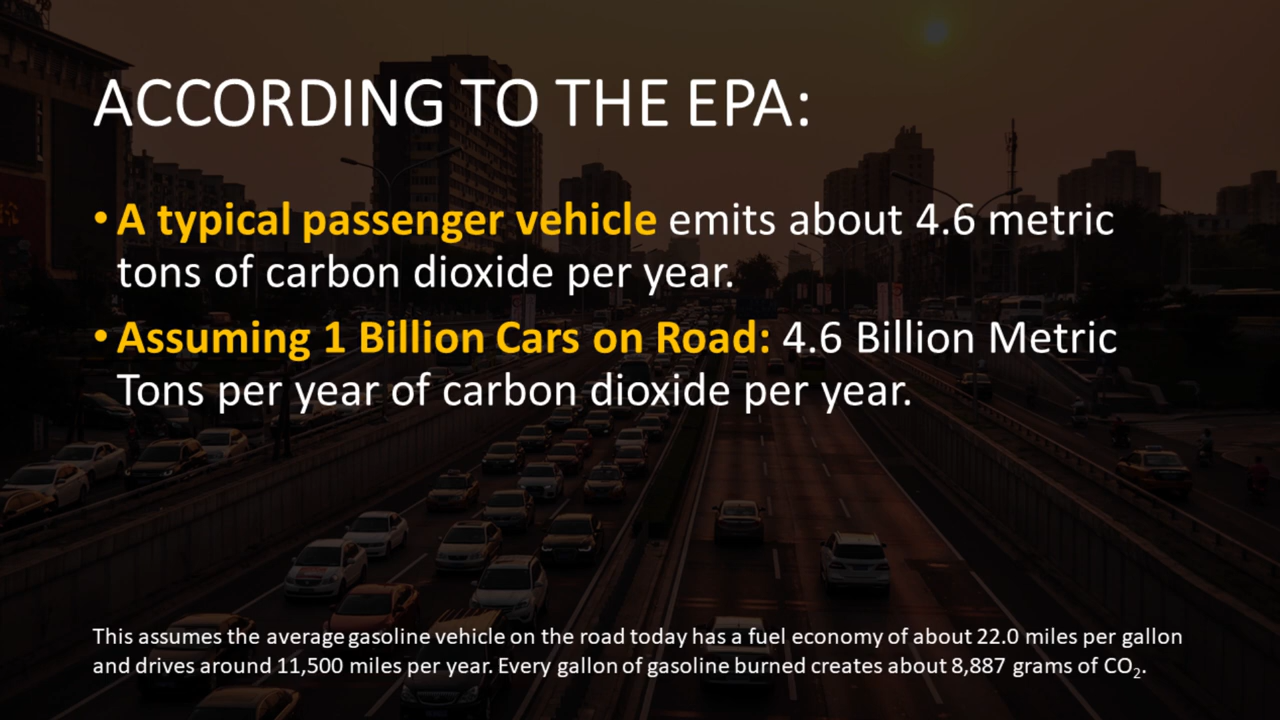 ACCORDING TO THE EPA:
• A typical passenger vehicle emits about 4.6 metric
tons of carbon dioxide per year.
• Assuming 1 Billion Cars on Road: 4.6 Billion Metric
Tons per year of carbon dioxide per year.
This assumes the average gasoline vehicle on the road today has a fuel economy of about 22.0 miles per gallon
and drives around 11,500 miles per year. Every gallon of gasoline burned creates about 8,887 grams of CO₂.